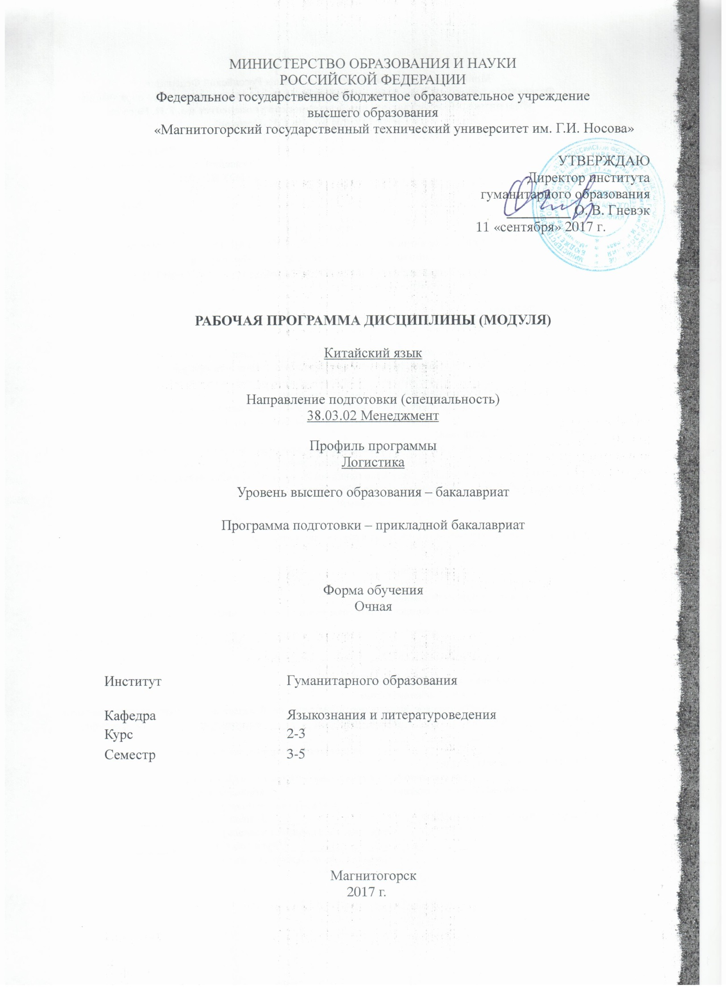 МИНИСТЕРСТВО ОБРАЗОВАНИЯ И НАУКИ
РОССИЙСКОЙ ФЕДЕРАЦИИ
Федеральное государственное бюджетное образовательное учреждение
высшего образования
«Магнитогорский государственный технический университет им. Г.И. Носова»
УТВЕРЖДАЮ
Директор института
гуманитарного образования
О. В. Гневэк
11 «сентября» 2017 г.
РАБОЧАЯ ПРОГРАММА ДИСЦИПЛИНЫ (МОДУЛЯ)
Китайский язык
Направление подготовки (специальность)
38.03.02 Менеджмент
Профиль программы
Логистика
Уровень высшего образования – бакалавриат
Программа подготовки – прикладной бакалавриат
Форма обучения
Очная
Институт Гуманитарного образования
Кафедра Языкознания и литературоведения
Курс 2-3
Семестр 3-5
Магнитогорск
2017 г.